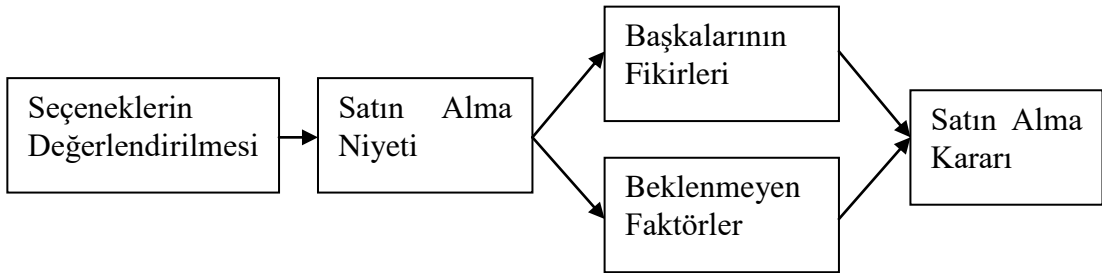 Seçeneklerin
Değerlendirilmesi
Satın Alma
Niyeti
Başkalarının
Fikirleri
Beklenmeyen
Faktörler
Satın Alma
Kararı